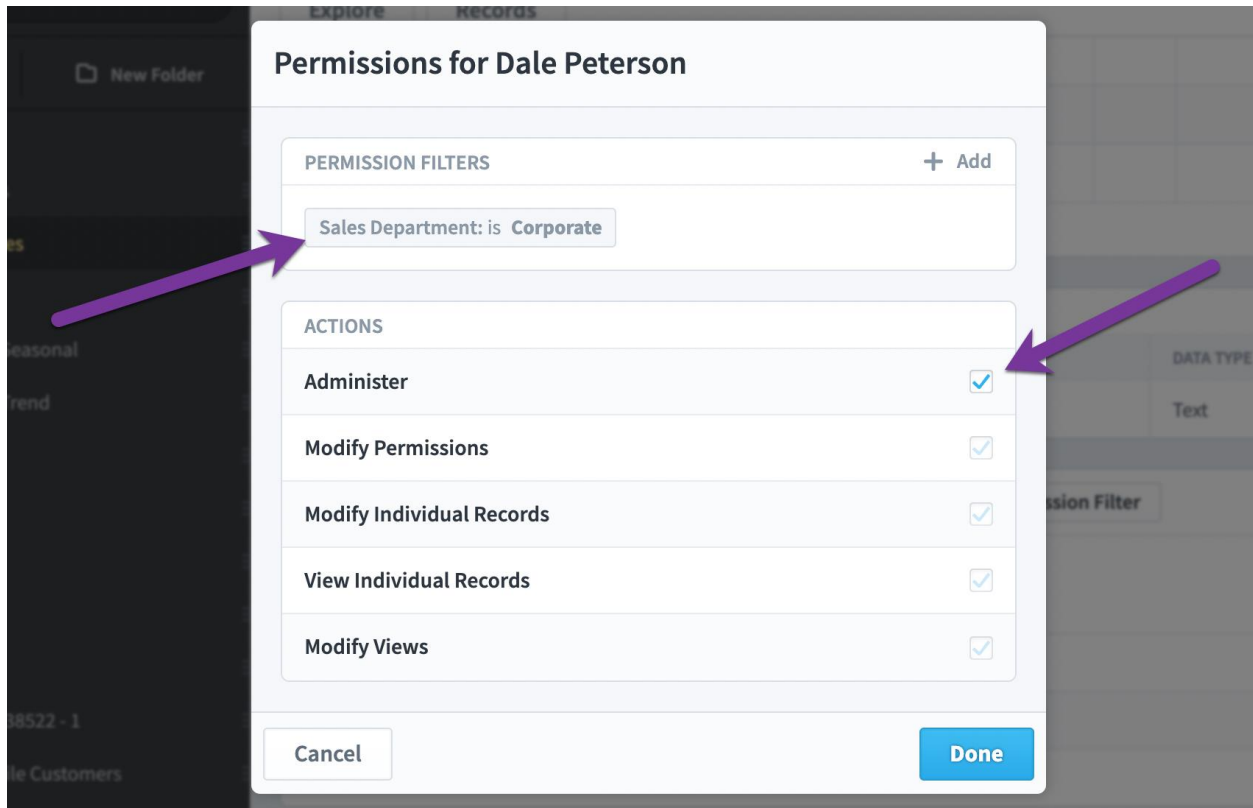 Explore Records
New Folder
Permissions for Dale Peterson
PERMISSION FILTERS
Add
Sales Department: is Corporate
ACTIONS
Administer
Modify Permissions
Modify Individual Records
View Individual Records
Modify Views
Cancel
Done
Seasonal
Trend
38522 - 1
Customers
DATA TYPE
Text
Filter